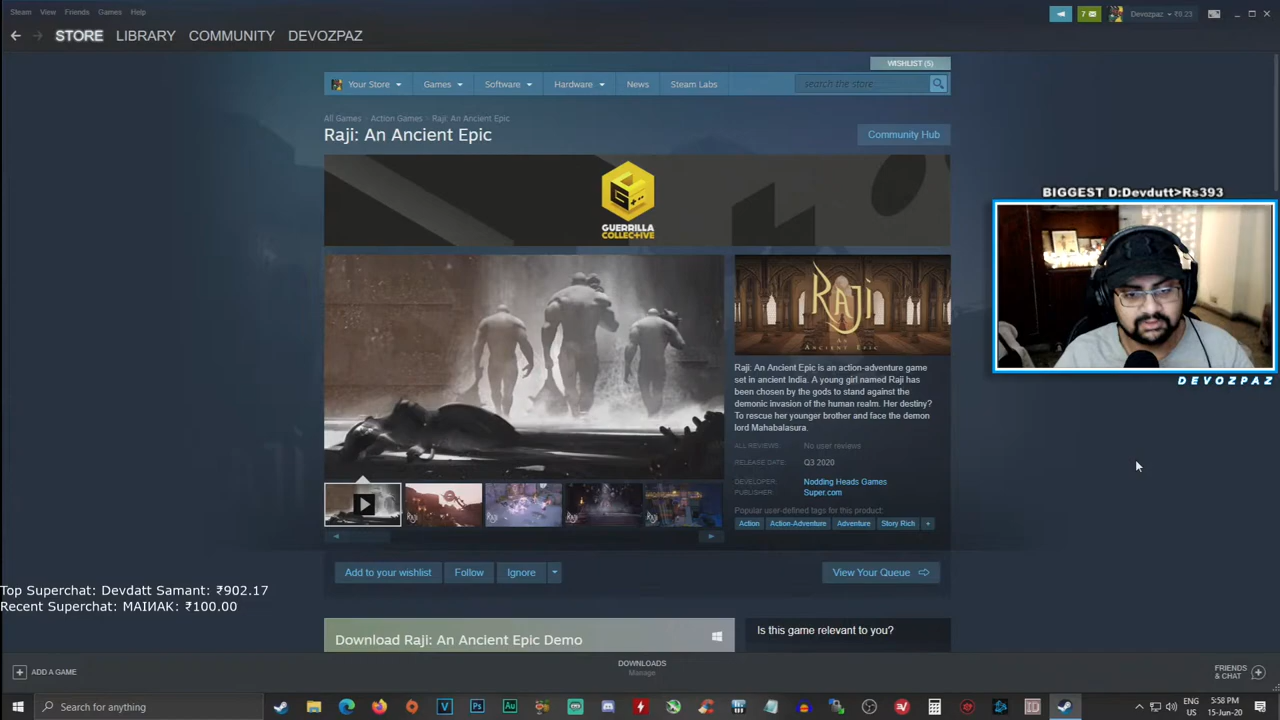 Steam View Friends Games Help
7
Devozpaz ₹9.23
STORE LIBRARY COMMUNITY DEVOZPAZ
WISHLIST (5)
Your Store Games Software Hardware News Steam Labs search the store
All Games > Action Games > Raji: An Ancient Epic
Raji: An Ancient Epic
Community Hub
GUERRILLA
COLLECTIVE
BIGGEST D:Devdutt>Rs393
RAJI
AN
ANCIENT EPIC
Raji: An Ancient Epic is an action-adventure game
set in ancient India. A young girl named Raji has
been chosen by the gods to stand against the
demonic invasion of the human realm. Her destiny?
To rescue her younger brother and face the demon
lord Mahabalasura.
DEVOZPAZ
ALL REVIEWS: No user reviews
RELEASE DATE: Q3 2020
DEVELOPER: Nodding Heads Games
PUBLISHER: Super.com
Popular user-defined tags for this product:
Action Action-Adventure Adventure Story Rich +
Add to your wishlist Follow Ignore View Your Queue
Top Superchat: Devdatt Samant: ₹902.17
Recent Superchat: MAIИAK: ₹100.00
Download Raji: An Ancient Epic Demo
Is this game relevant to you?
ADD A GAME
DOWNLOADS
Manage
FRIENDS
& CHAT
Search for anything
ENG
US
5:58 PM
15-Jun-20